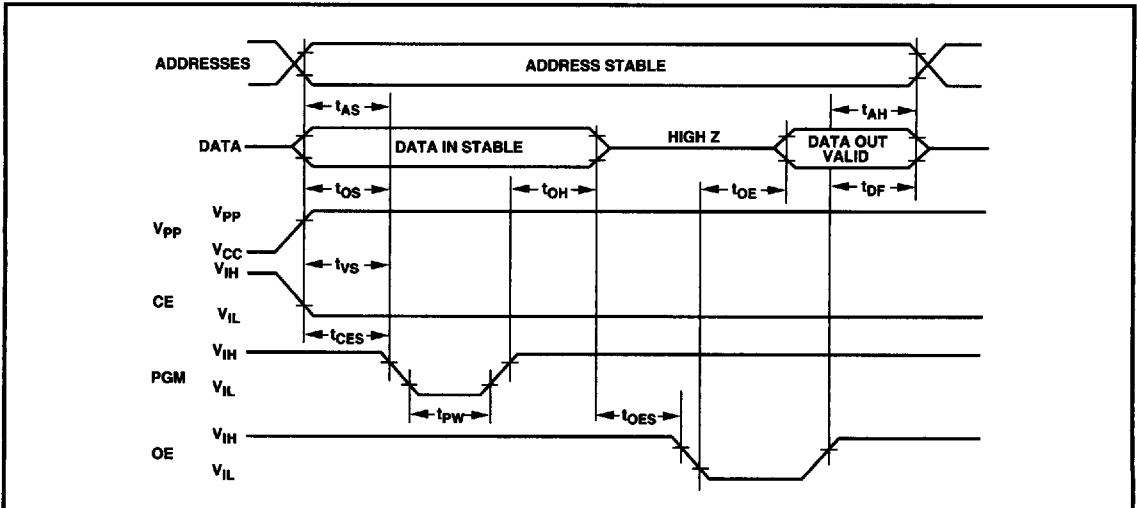 ADDRESSES
ADDRESS STABLE
tAS
tAH
DATA
DATA IN STABLE
HIGH Z
DATA OUT
VALID
tOS
tOH
tOE
tDF
VPP
VPP
VCC
tVS
CE
VIH
VIL
tCES
PGM
VIH
VIL
tPW
tOES
OE
VIH
VIL